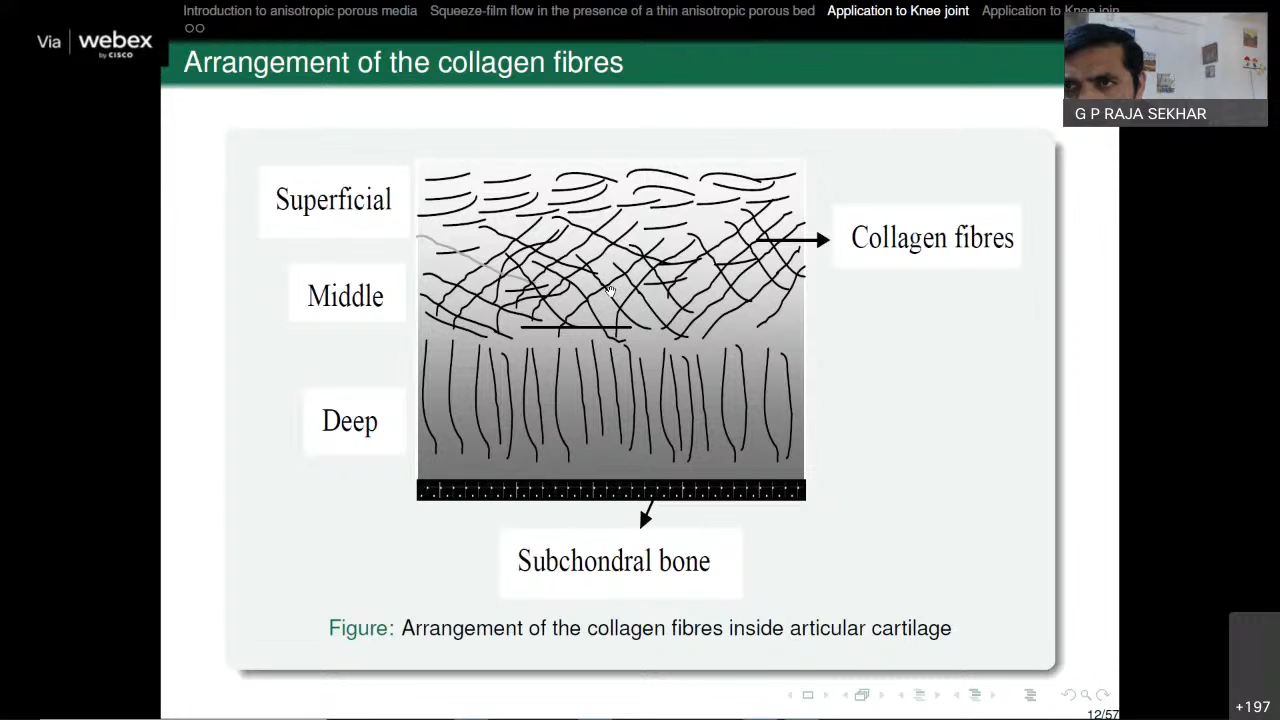 Introduction to anisotropic porous media Squeeze-film flow in the presence of a thin anisotropic porous bed Application to Knee joint Application to Knee join
Via webex
by CISCO
Arrangement of the collagen fibres
G P RAJA SEKHAR
Superficial
Collagen fibres
Middle
Deep
Subchondral bone
Figure: Arrangement of the collagen fibres inside articular cartilage
12/57
+197